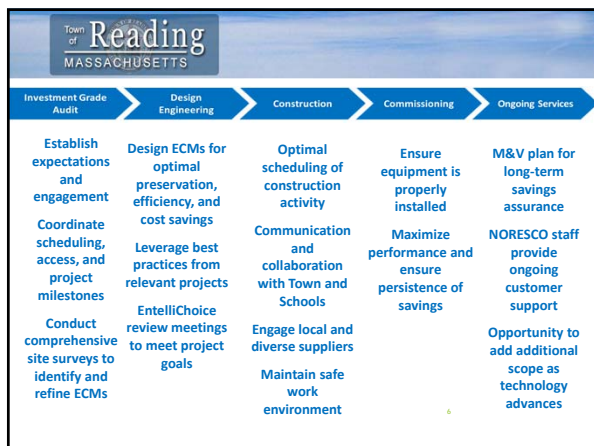 Town
of Reading
MASSACHUSETTS
Investment Grade
Audit
Design
Engineering
Construction
Commissioning
Ongoing Services
Establish
expectations
and
engagement
Coordinate
scheduling,
access, and
project
milestones
Conduct
comprehensive
site surveys to
identify and
refine ECMs
Design ECMs for
optimal
preservation,
efficiency, and
cost savings
Leverage best
practices from
relevant projects
EntelliChoice
review meetings
to meet project
goals
Optimal
scheduling of
construction
activity
Communication
and
collaboration
with Town and
Schools
Engage local and
diverse suppliers
Maintain safe
work
environment
Ensure
equipment is
properly
installed
Maximize
performance and
ensure
persistence of
savings
M&V plan for
long-term
savings
assurance
NORESCO staff
provide
ongoing
customer
support
Opportunity to
add additional
scope as
technology
advances
6